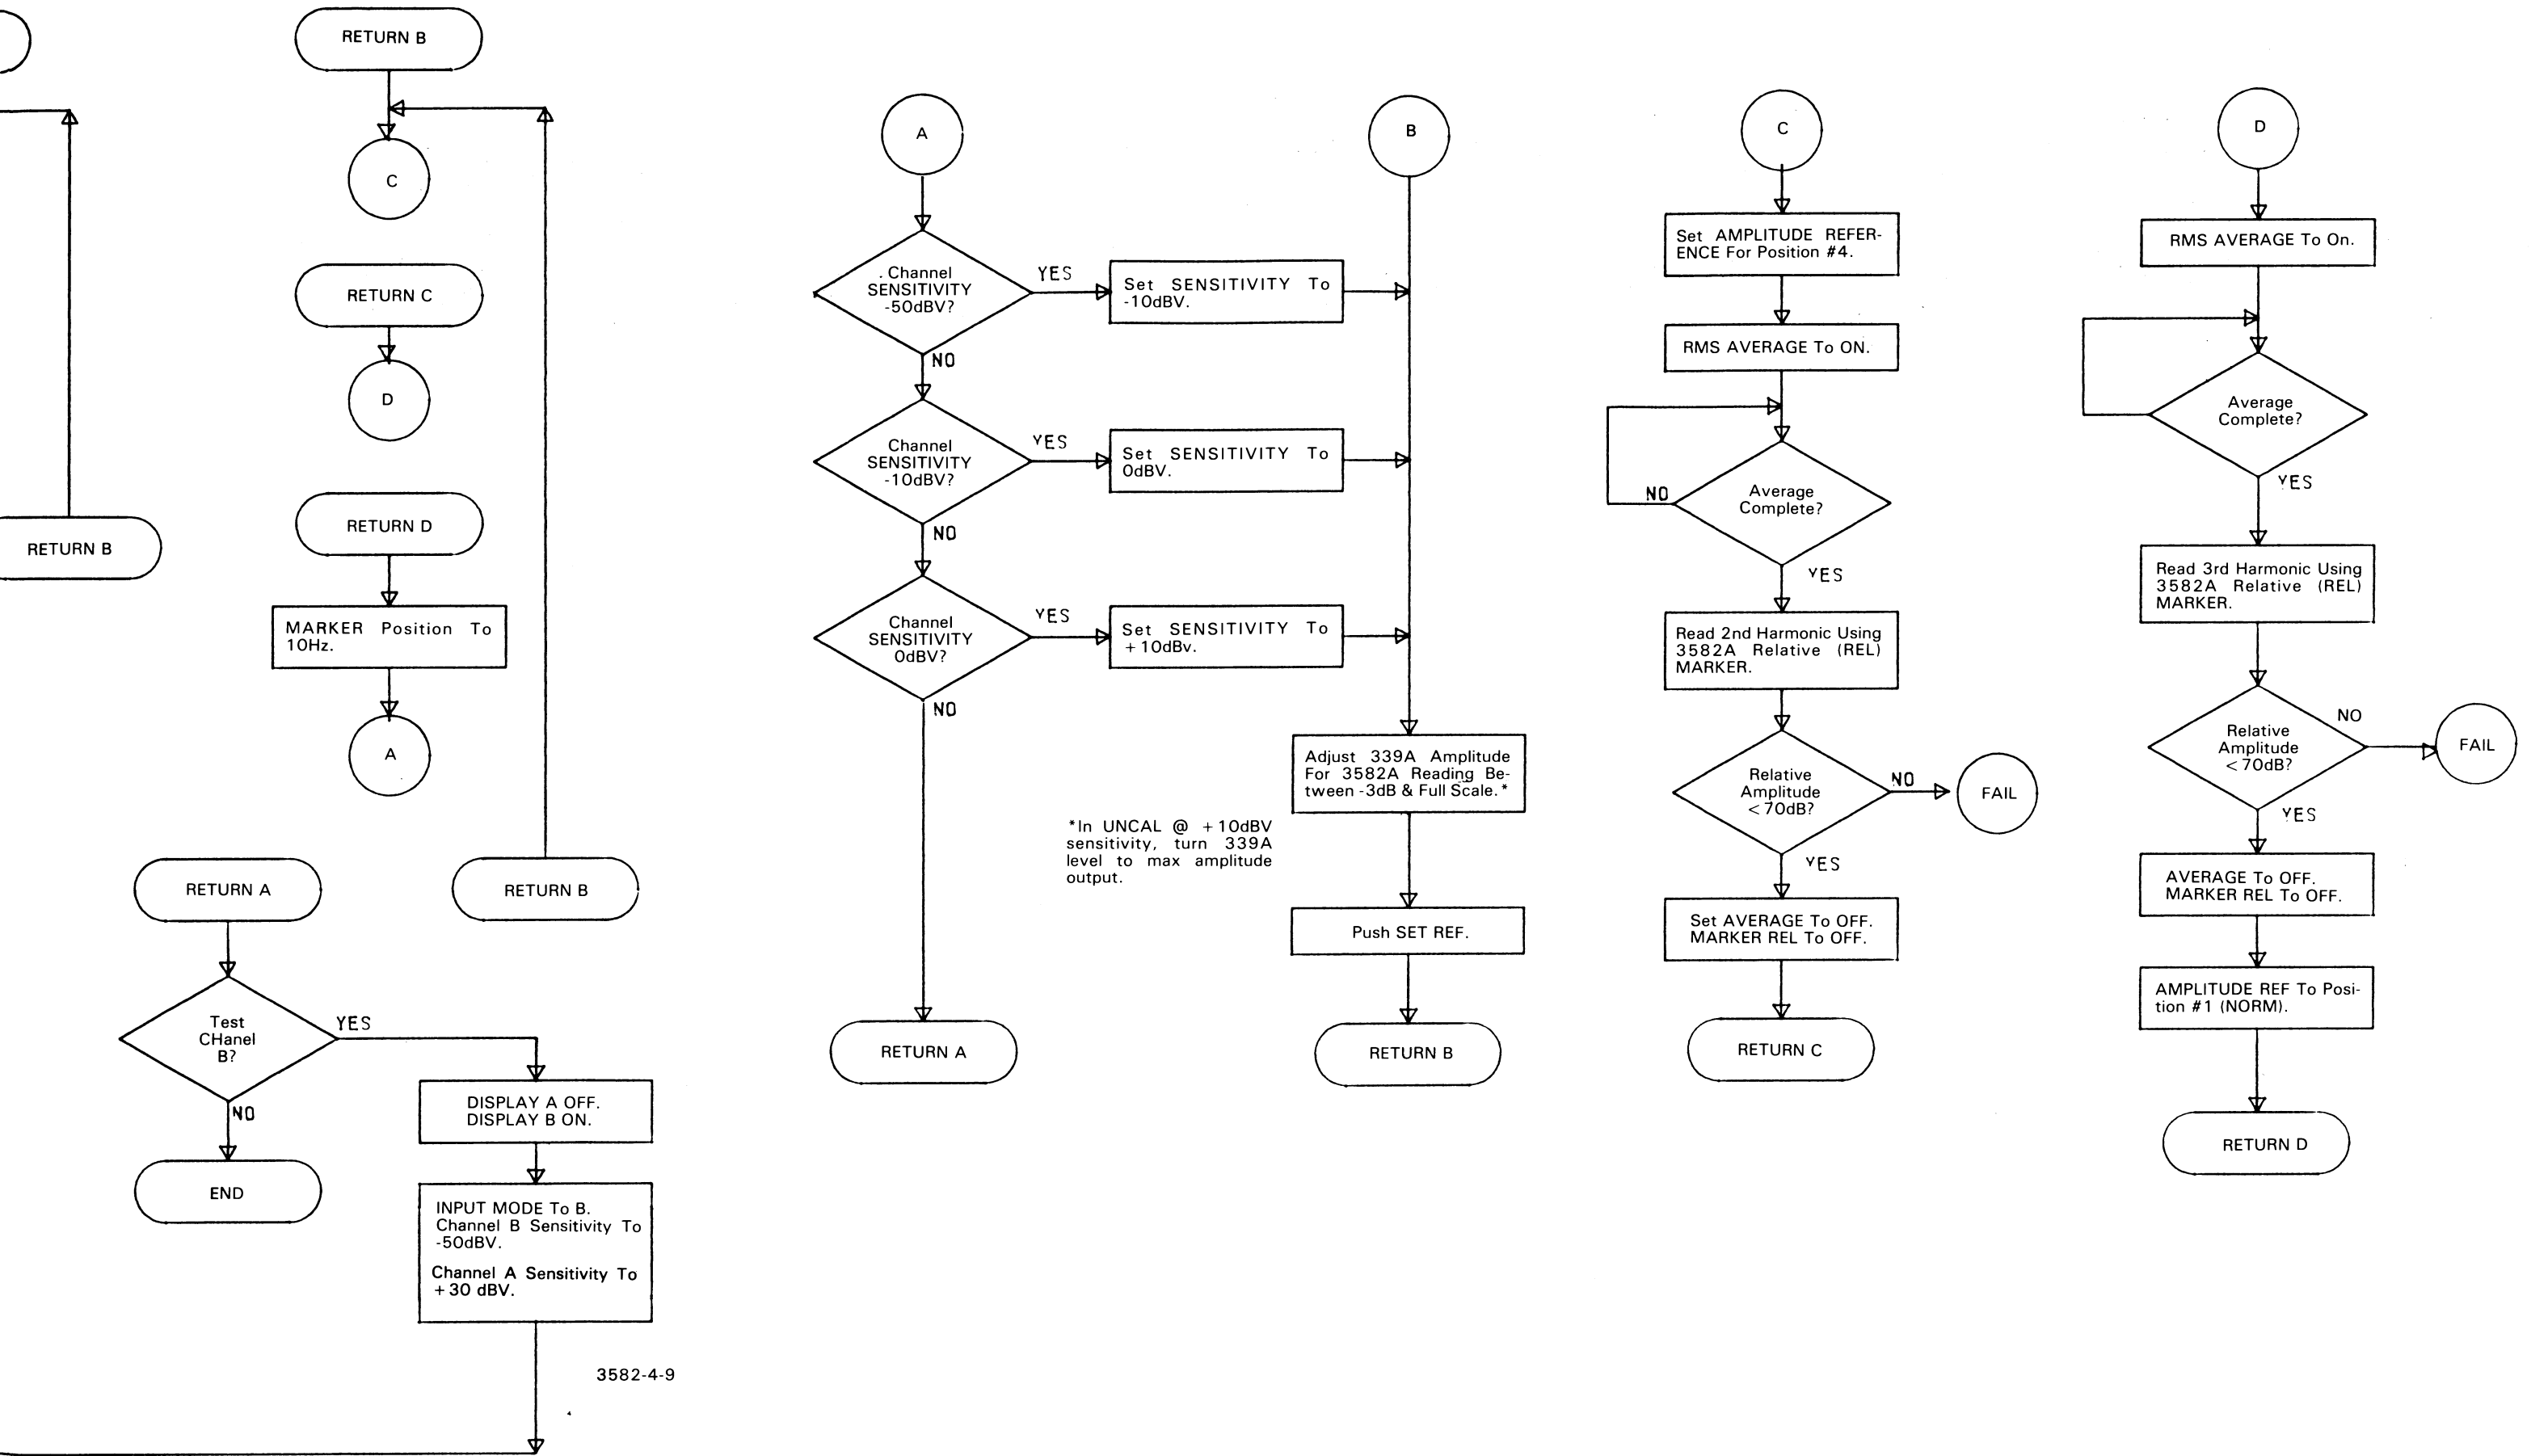 RETURN B
C
RETURN C
D
RETURN D
MARKER Position To
10Hz.
A
RETURN B
RETURN A
RETURN B
Test
CHanel
B?
YES
NO
END
DISPLAY A OFF.
DISPLAY B ON.
INPUT MODE To B.
Channel B Sensitivity To
-50dBV.
Channel A Sensitivity To
+30 dBV.
3582-4-9
A
. Channel
SENSITIVITY
-50dBV?
YES
Set SENSITIVITY To
-10dBV.
NO
Channel
SENSITIVITY
-10dBV?
YES
Set SENSITIVITY To
0dBV.
NO
Channel
SENSITIVITY
0dBV?
YES
Set SENSITIVITY To
+10dBv.
NO
RETURN A
B
Adjust 339A Amplitude
For 3582A Reading Be-
tween -3dB & Full Scale.*
*In UNCAL @ +10dBV
sensitivity, turn 339A
level to max amplitude
output.
Push SET REF.
RETURN B
C
Set AMPLITUDE REFER-
ENCE For Position #4.
RMS AVERAGE To ON.
Average
Complete?
NO
YES
Read 2nd Harmonic Using
3582A Relative (REL)
MARKER.
Relative
Amplitude
<70dB?
NO
FAIL
YES
Set AVERAGE To OFF.
MARKER REL To OFF.
RETURN C
D
RMS AVERAGE To On.
Average
Complete?
YES
Read 3rd Harmonic Using
3582A Relative (REL)
MARKER.
Relative
Amplitude
<70dB?
NO
FAIL
YES
AVERAGE To OFF.
MARKER REL To OFF.
AMPLITUDE REF To Posi-
tion #1 (NORM).
RETURN D